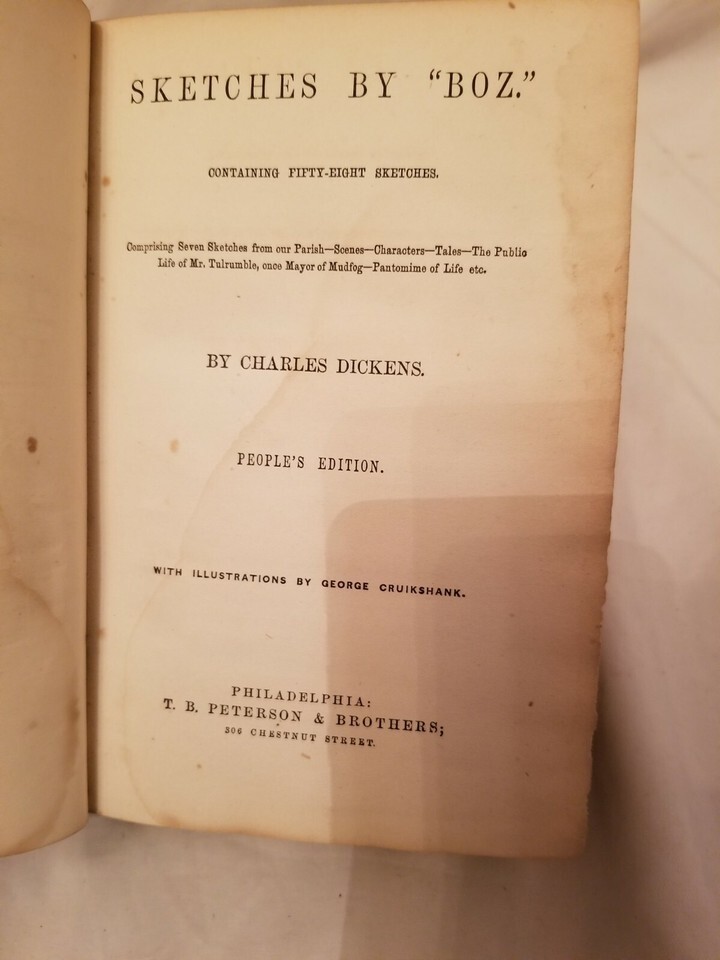 SKETCHES BY "BOZ."
CONTAINING FIFTY-EIGHT SKETCHES.
Comprising Seven Sketches from our Parish—Scenes—Characters—Tales—The Public
Life of Mr. Tulrumble, once Mayor of Mudfog—Pantomime of Life etc.
BY CHARLES DICKENS.
PEOPLE'S EDITION.
WITH ILLUSTRATIONS BY GEORGE CRUIKSHANK.
PHILADELPHIA:
T. B. PETERSON & BROTHERS;
306 CHESTNUT STREET.